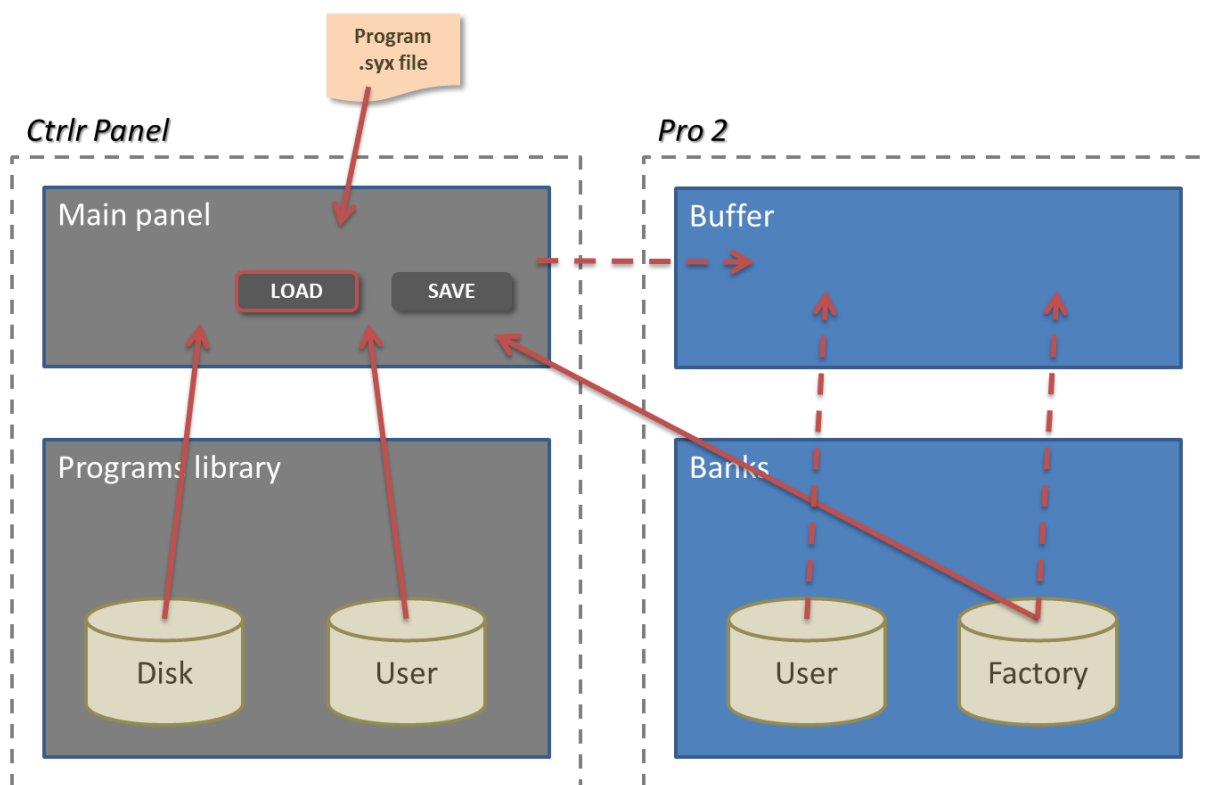 Program
.syx file
Ctrlr Panel
Pro 2
Main panel
LOAD
SAVE
Buffer
Programs library
Banks
Disk
User
User
Factory